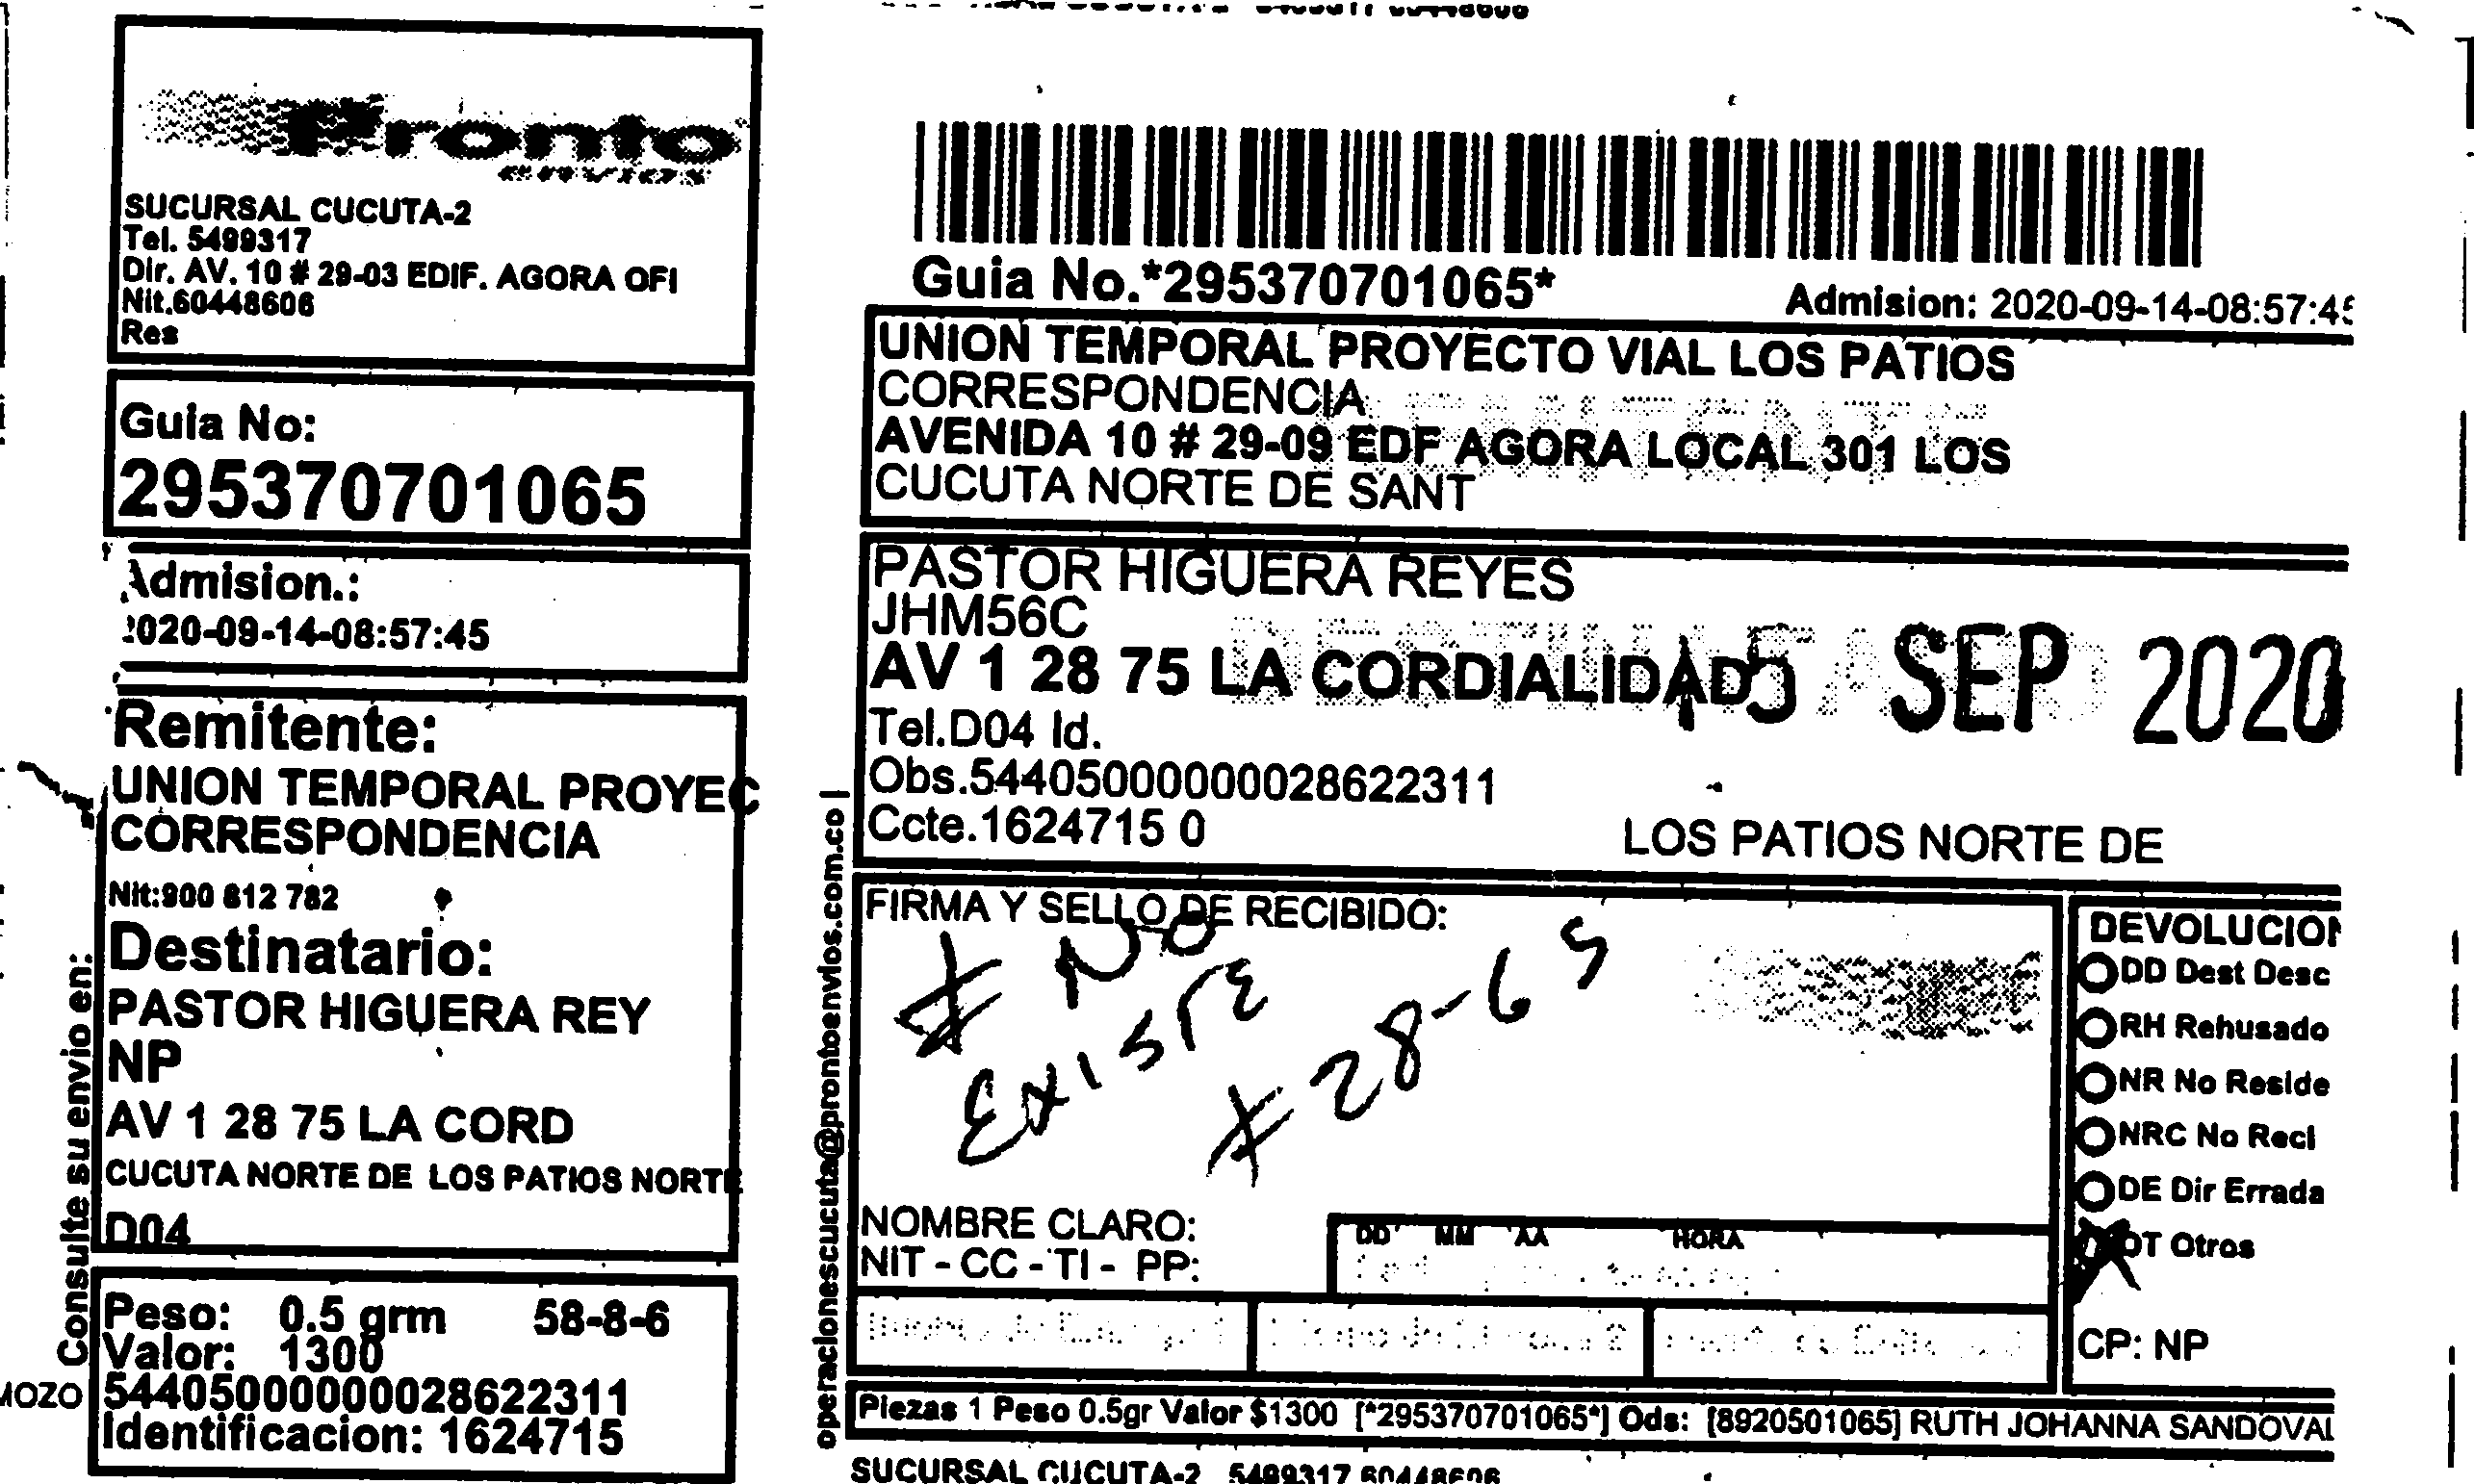 Pronto
envios
SUCURSAL CUCUTA-2
Tel. 5499317
Dir. AV. 10 # 29-03 EDIF. AGORA OFI
Nit.60448606
Res
Guia No:
295370701065
Admision.:
2020-09-14-08:57:45
Remitente:
UNION TEMPORAL PROYEC
CORRESPONDENCIA
Nit:900 812 782
Destinatario:
PASTOR HIGUERA REY
NP
AV 1 28 75 LA CORD
CUCUTA NORTE DE LOS PATIOS NORTE
D04
Peso: 0.5 grm 58-8-6
Valor: 1300
544050000000028622311
Identificacion: 1624715
Consulte su envio en:
operacionescucuta@prontoenvios.com.co |
Guia No.*295370701065*
Admision: 2020-09-14-08:57:45
UNION TEMPORAL PROYECTO VIAL LOS PATIOS
CORRESPONDENCIA
REMITENTE
AVENIDA 10 # 29-09 EDF AGORA LOCAL 301 LOS
CUCUTA NORTE DE SANT
PASTOR HIGUERA REYES
JHM56C
DESTINATARIO
AV 1 28 75 LA CORDIALIDAD
15 SEP 2020
Tel.D04 Id.
Obs.544050000000028622311
Ccte.1624715 0
LOS PATIOS NORTE DE
FIRMA Y SELLO DE RECIBIDO:
# No
Existe
# 28-65
NOMBRE CLARO:
NIT - CC - TI - PP:
DD MM AA HORA
DEVOLUCION
DD Dest Desc
RH Rehusado
NR No Reside
NRC No Reci
DE Dir Errada
OT Otros
CP: NP
Piezas 1 Peso 0.5gr Valor $1300 [*295370701065*] Ods: [8920501065] RUTH JOHANNA SANDOVAL
SUCURSAL CUCUTA-2 5499317 60448606